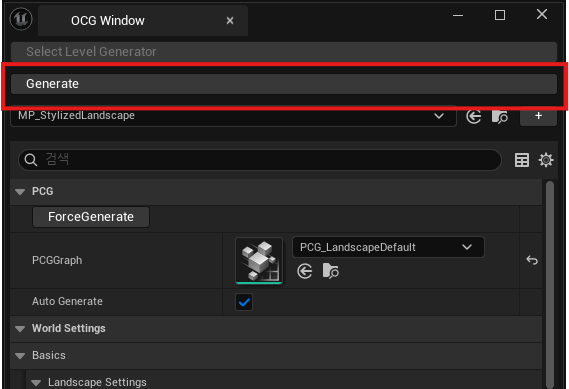 OCG Window
Select Level Generator
Generate
MP_StylizedLandscape
검색
PCG
ForceGenerate
PCGGraph
PCG_LandscapeDefault
Auto Generate
World Settings
Basics
Landscape Settings